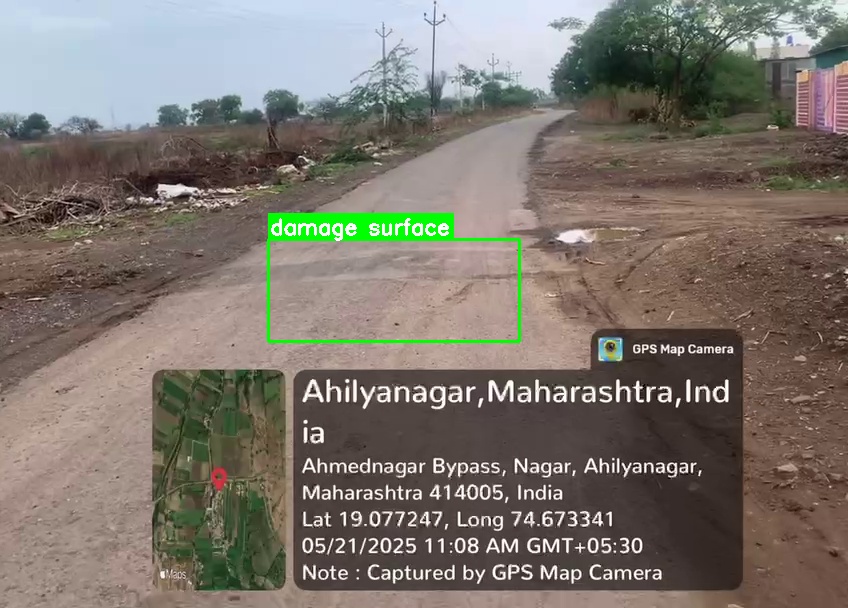 damage surface
GPS Map Camera
Ahilyanagar,Maharashtra,Ind
ia
Ahmednagar Bypass, Nagar, Ahilyanagar,
Maharashtra 414005, India
Lat 19.077247, Long 74.673341
05/21/2025 11:08 AM GMT+05:30
Note : Captured by GPS Map Camera
Maps